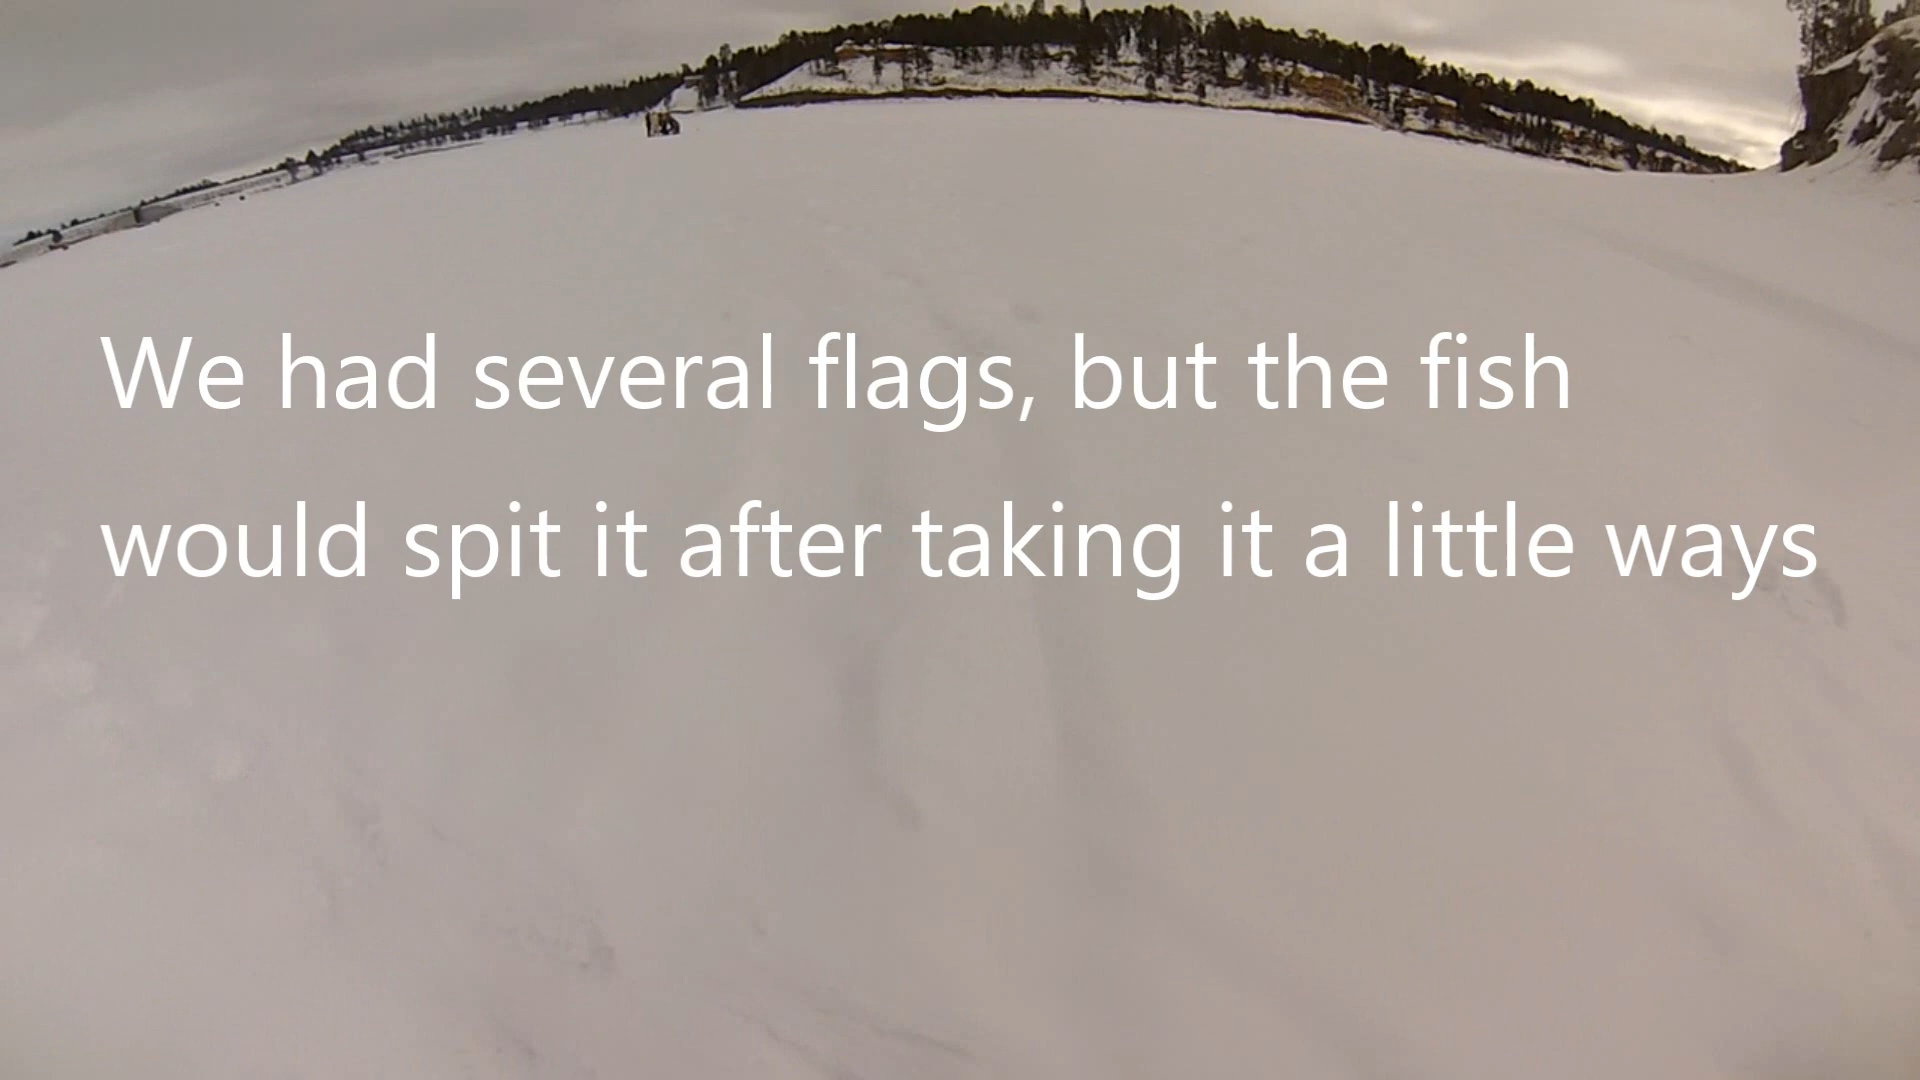 We had several flags, but the fish
would spit it after taking it a little ways